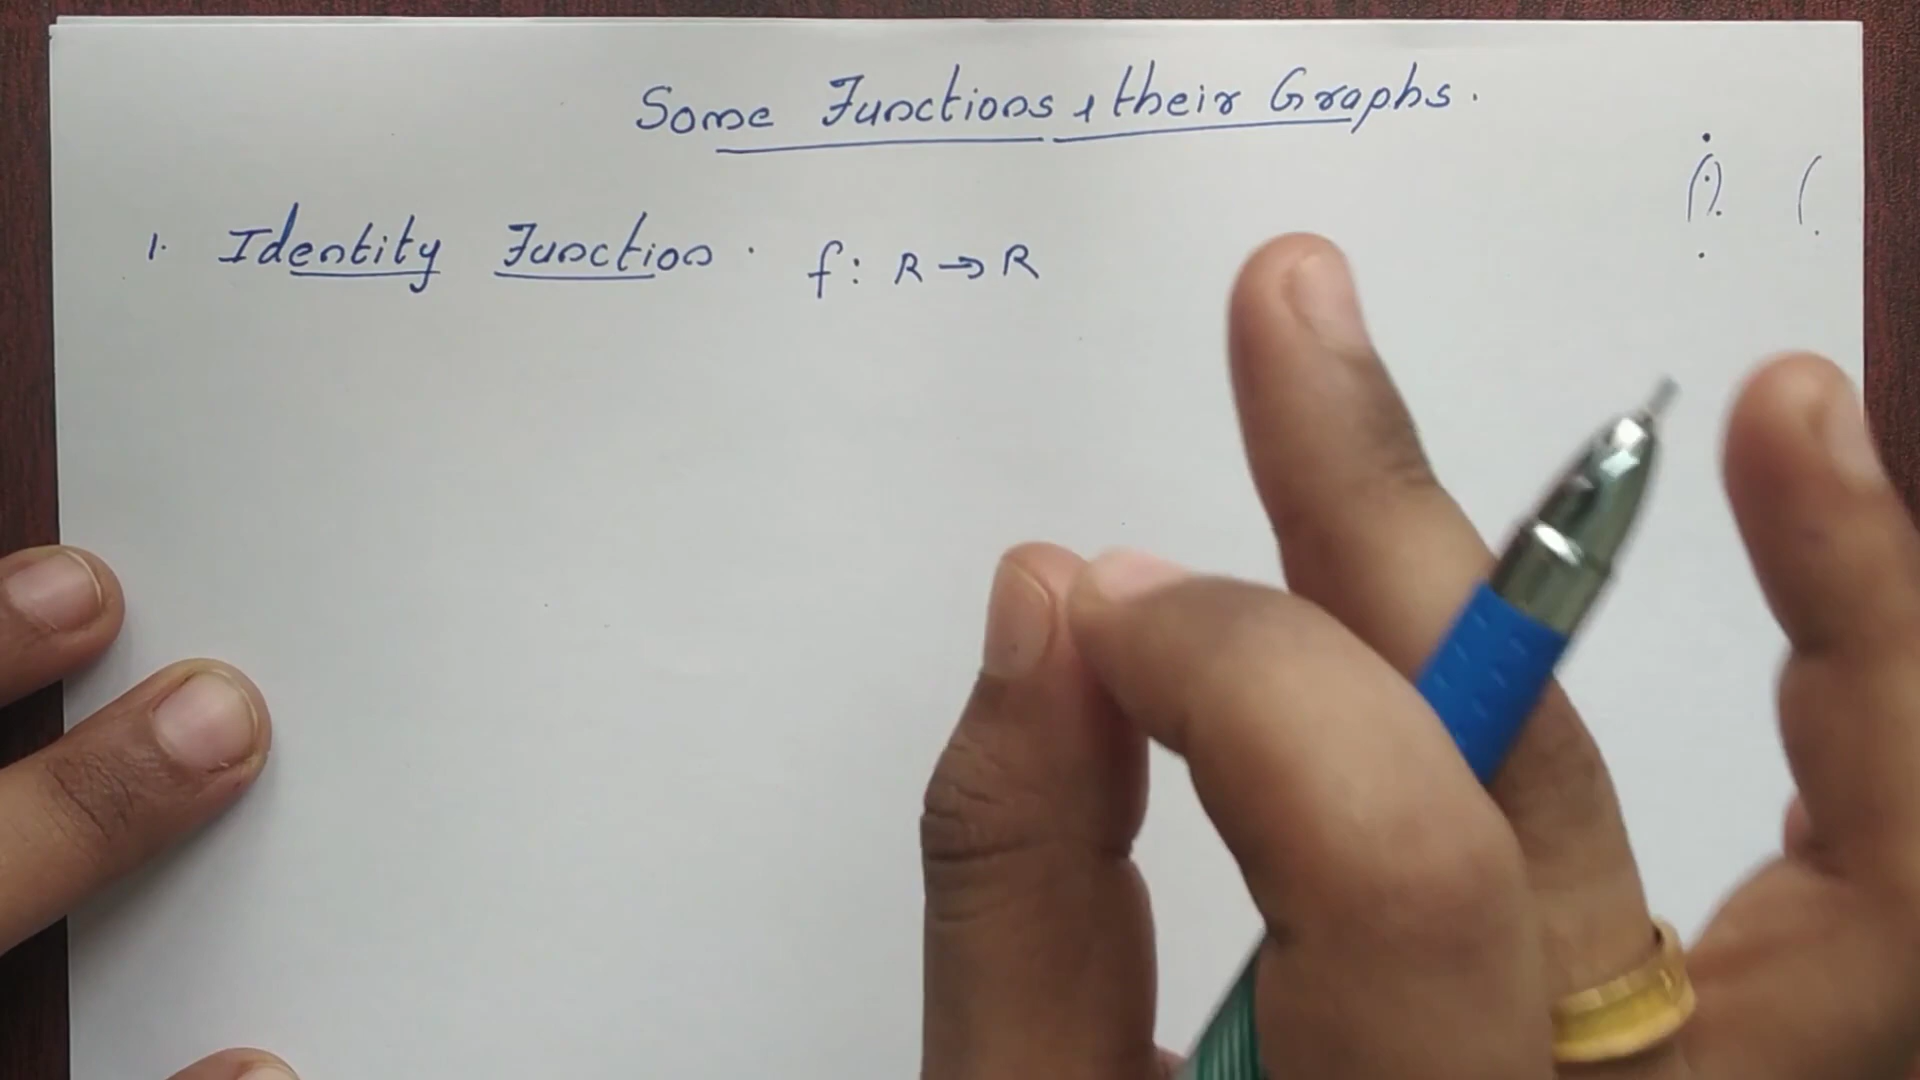 Some Functions & their Graphs.
1. Identity Function. f: R → R